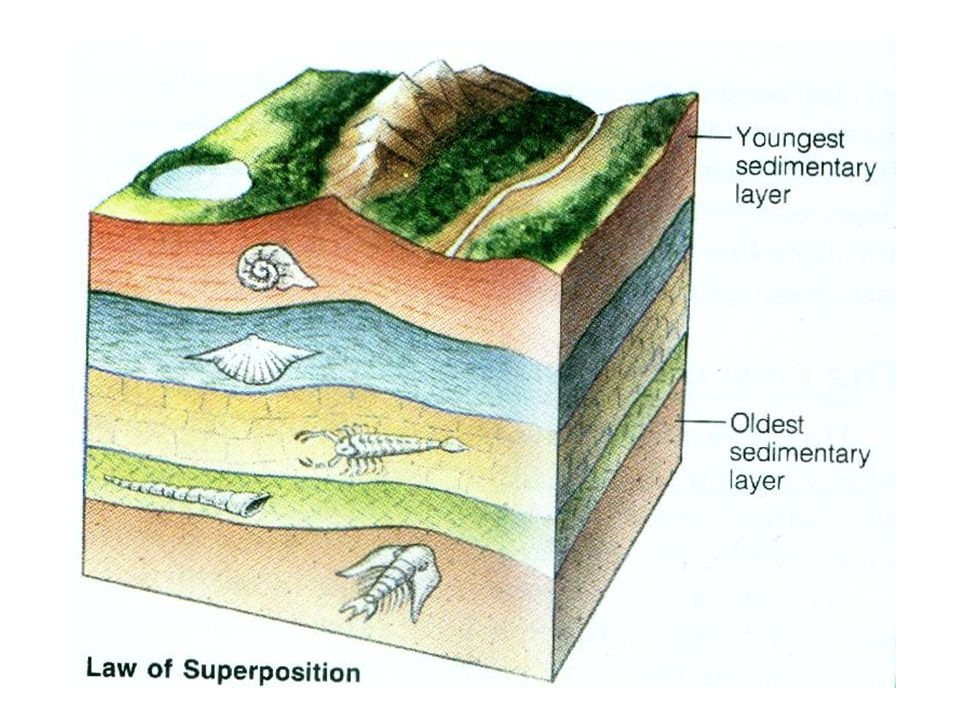 Youngest
sedimentary
layer
Oldest
sedimentary
layer
Law of Superposition